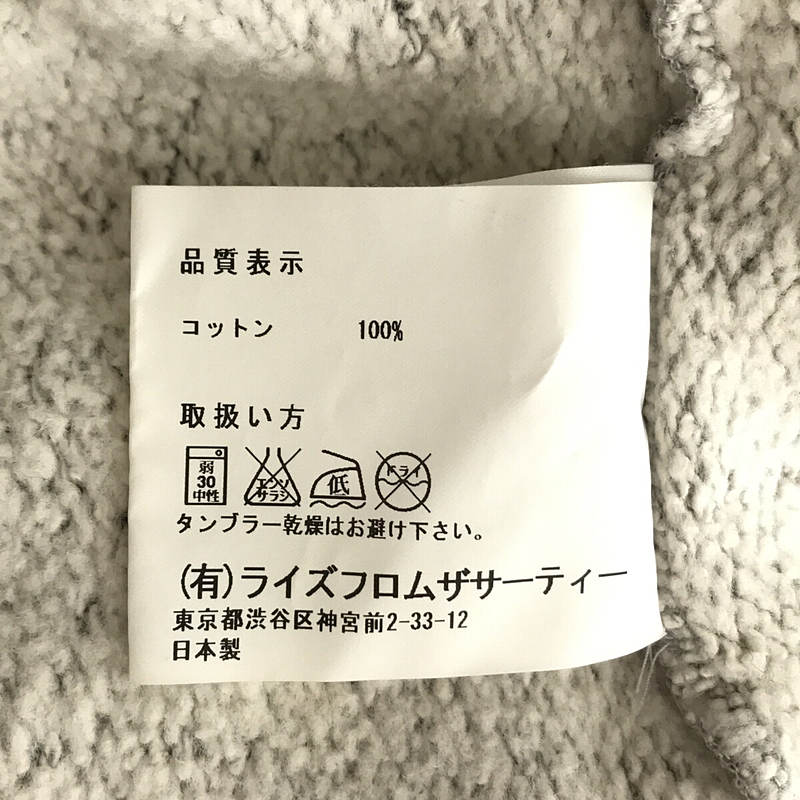 品質表示
コットン 100%
取扱い方
弱 30 中性 エンソ サラシ 低 ドライ
タンブラー乾燥はお避け下さい。
(有)ライズフロムザサーティー
東京都渋谷区神宮前2-33-12
日本製